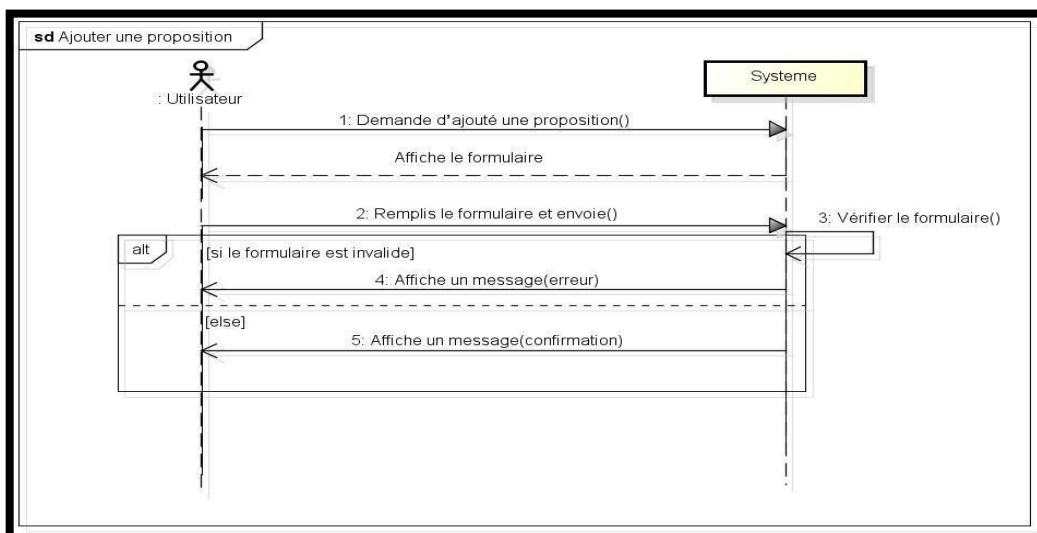 sd Ajouter une proposition
: Utilisateur
Systeme
1: Demande d'ajouté une proposition()
Affiche le formulaire
2: Remplis le formulaire et envoie()
3: Vérifier le formulaire()
alt
[si le formulaire est invalide]
4: Affiche un message(erreur)
[else]
5: Affiche un message(confirmation)